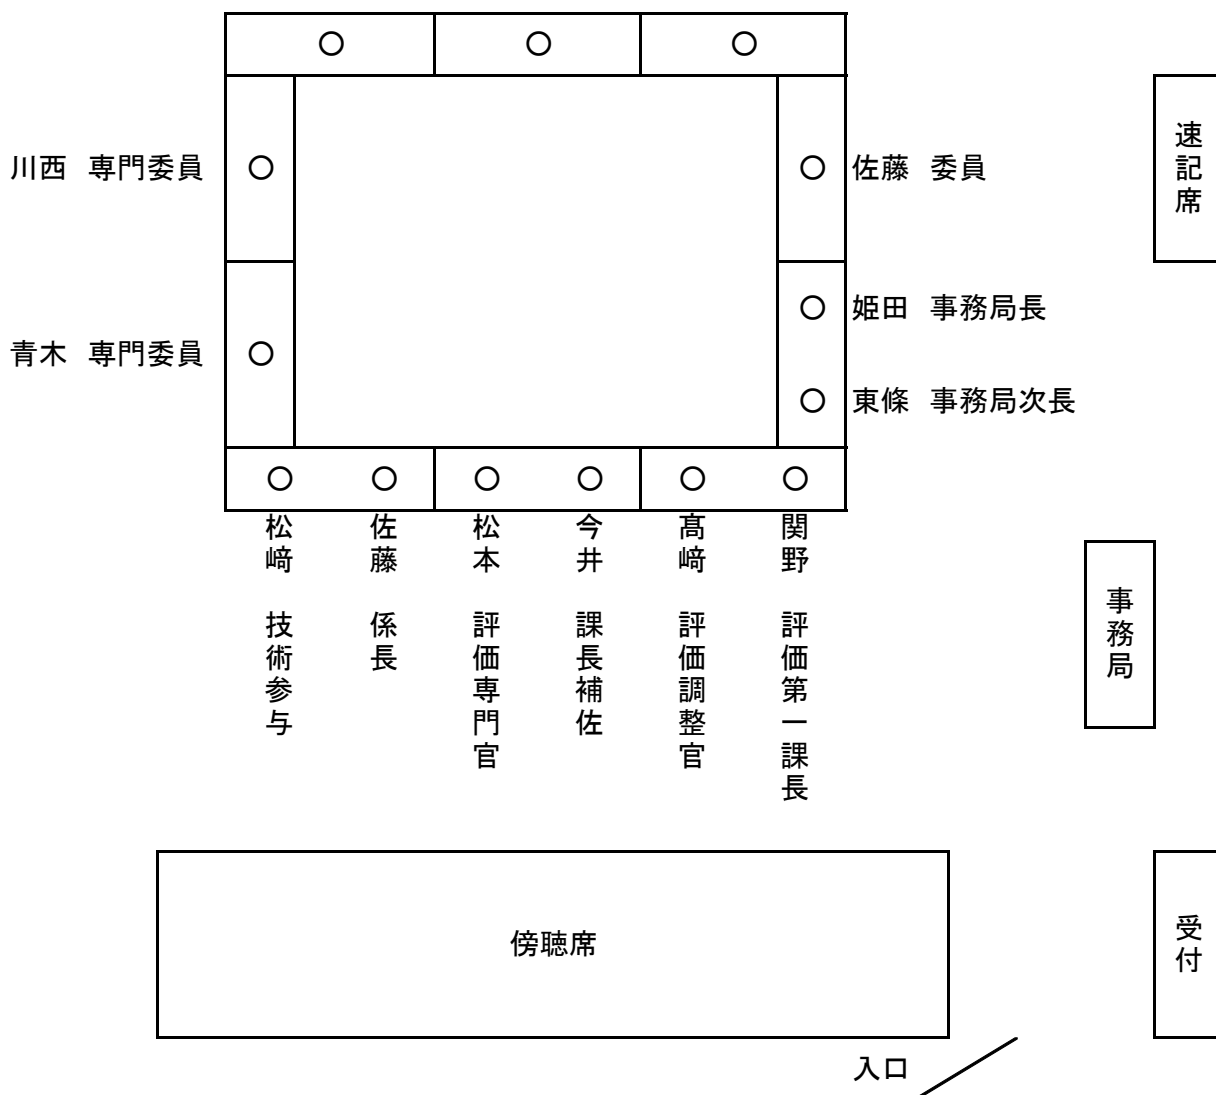 川西 専門委員
佐藤 委員
速記席
姫田 事務局長
青木 専門委員
東條 事務局次長
松﨑 技術参与
佐藤 係長
松本 評価専門官
今井 課長補佐
髙﨑 評価調整官
関野 評価第一課長
事務局
傍聴席
受付
入口